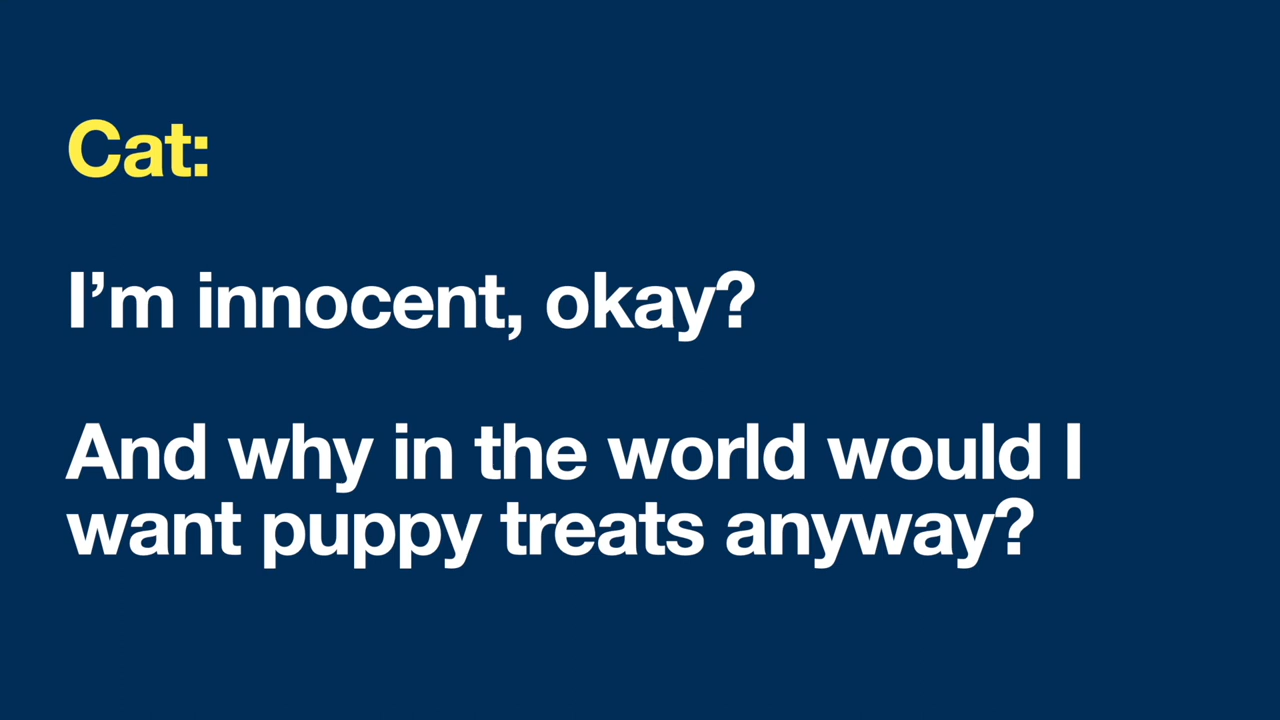 Cat:
I’m innocent, okay?
And why in the world would I
want puppy treats anyway?